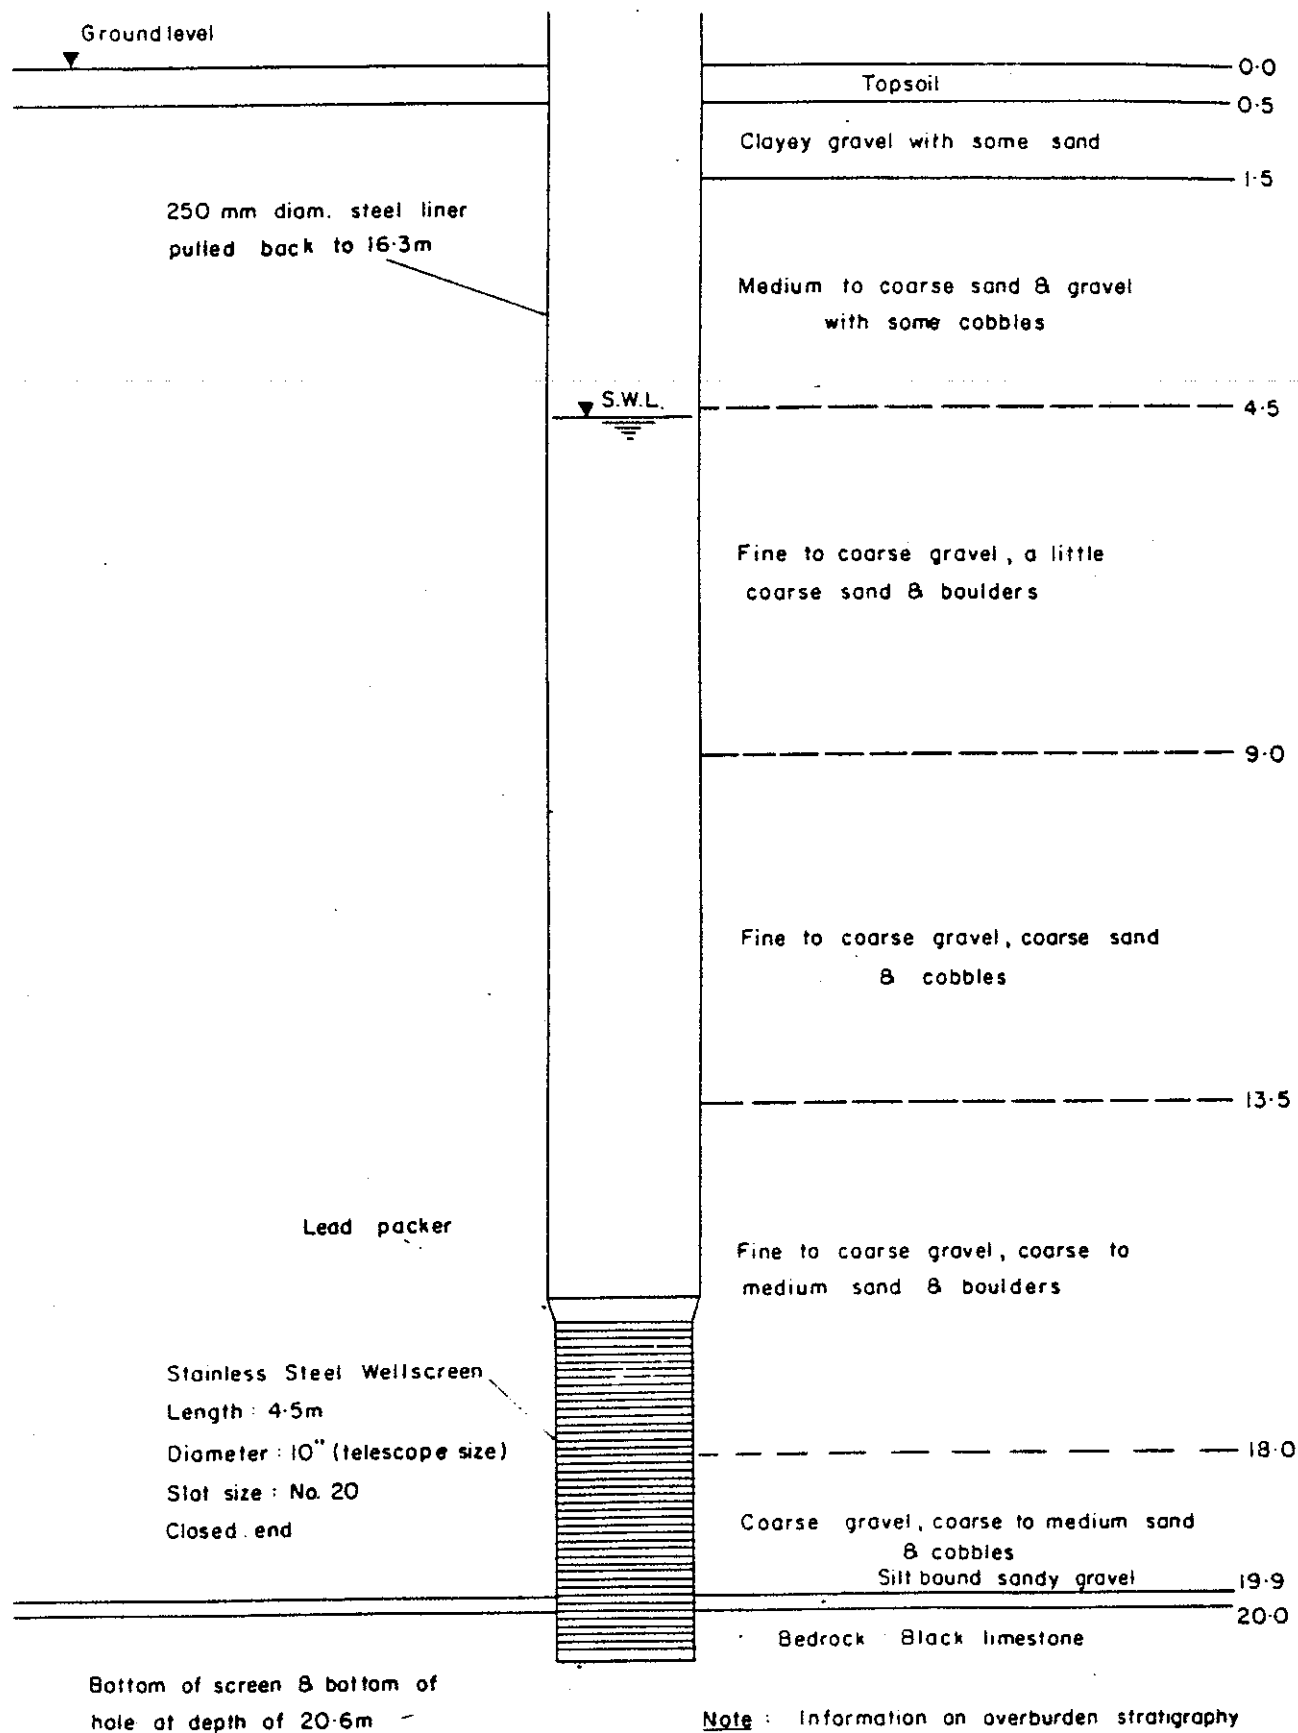 Ground level
0·0
Topsoil
0·5
Clayey gravel with some sand
1·5
250 mm diam. steel liner
pulled back to 16·3m
Medium to coarse sand & gravel
with some cobbles
S.W.L.
4·5
Fine to coarse gravel, a little
coarse sand & boulders
9·0
Fine to coarse gravel, coarse sand
& cobbles
13·5
Lead packer
Fine to coarse gravel, coarse to
medium sand & boulders
Stainless Steel Wellscreen
Length : 4·5m
Diameter : 10" (telescope size)
Slot size : No. 20
Closed end
18·0
Coarse gravel, coarse to medium sand
& cobbles
Silt bound sandy gravel
19·9
20·0
Bedrock Black limestone
Bottom of screen & bottom of
hole at depth of 20·6m
Note : Information on overburden stratigraphy